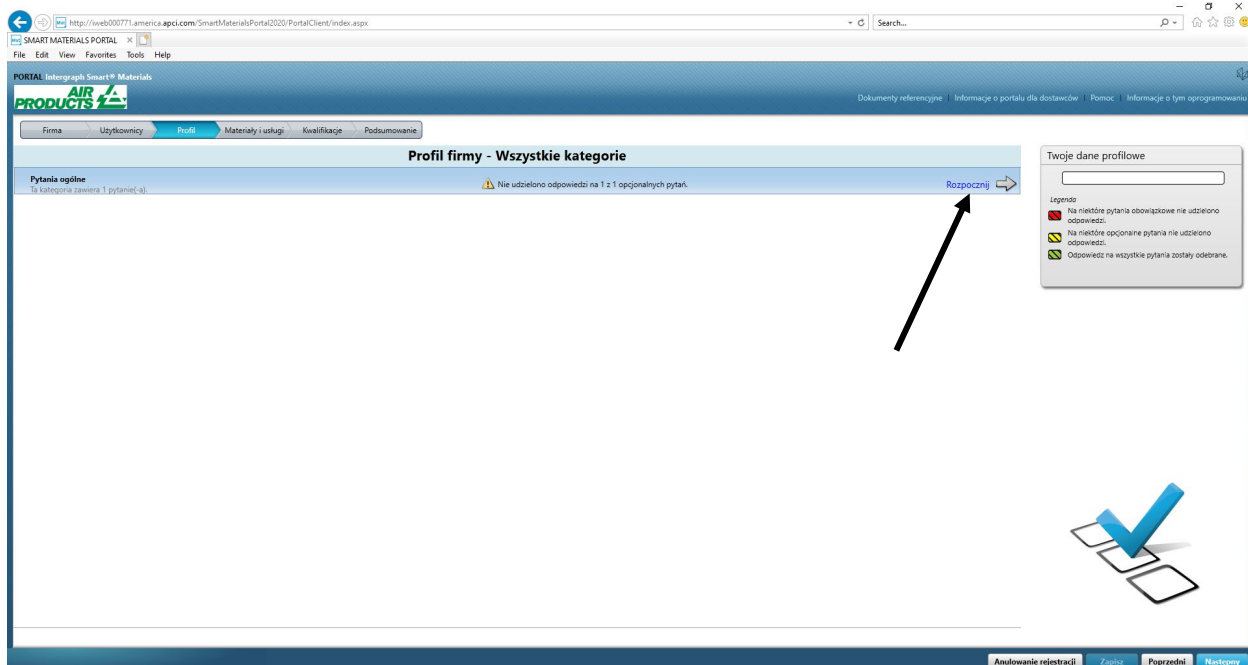 http://iweb000771.america.apci.com/SmartMaterialsPortal2020/PortalClient/index.aspx
Search...
SMART MATERIALS PORTAL
File Edit View Favorites Tools Help
PORTAL Intergraph Smart® Materials
AIR
PRODUCTS
Dokumenty referencyjne | Informacje o portalu dla dostawców | Pomoc | Informacje o tym oprogramowaniu
Firma Użytkownicy Profil Materiały i usługi Kwalifikacje Podsumowanie
Profil firmy - Wszystkie kategorie
Pytania ogólne
Ta kategoria zawiera 1 pytanie(-a).
Nie udzielono odpowiedzi na 1 z 1 opcjonalnych pytań.
Rozpocznij
Twoje dane profilowe
Legenda
Na niektóre pytania obowiązkowe nie udzielono
odpowiedzi.
Na niektóre opcjonalne pytania nie udzielono
odpowiedzi.
Odpowiedz na wszystkie pytania zostały odebrane.
Anulowanie rejestracji Zapisz Poprzedni Następny